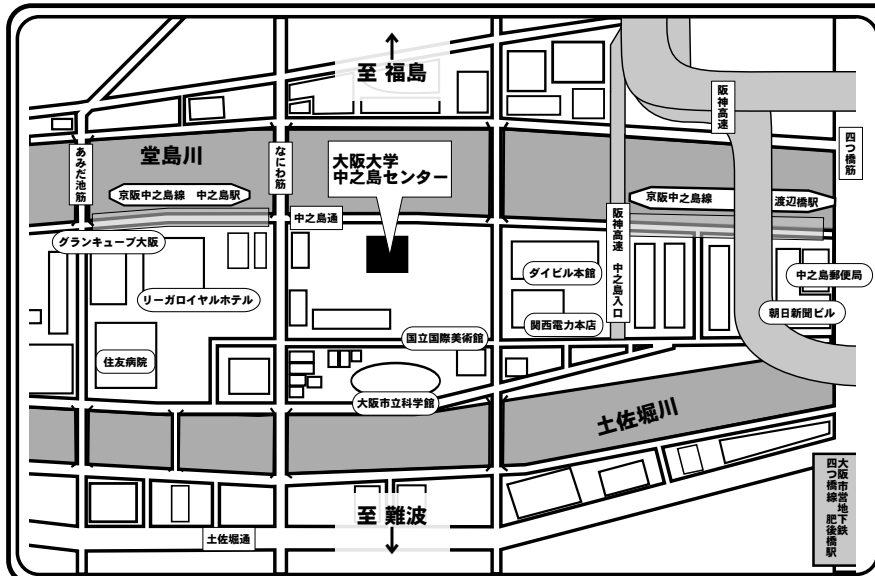 至 福島
阪神高速
四つ橋筋
あみだ池筋
堂島川
なにわ筋
大阪大学
中之島センター
京阪中之島線 中之島駅
京阪中之島線
渡辺橋駅
中之島通
阪神高速 中之島入口
グランキューブ大阪
ダイビル本館
中之島郵便局
リーガロイヤルホテル
朝日新聞ビル
関西電力本店
国立国際美術館
住友病院
大阪市立科学館
土佐堀川
大阪市営地下鉄
四つ橋線 肥後橋駅
至 難波
土佐堀通